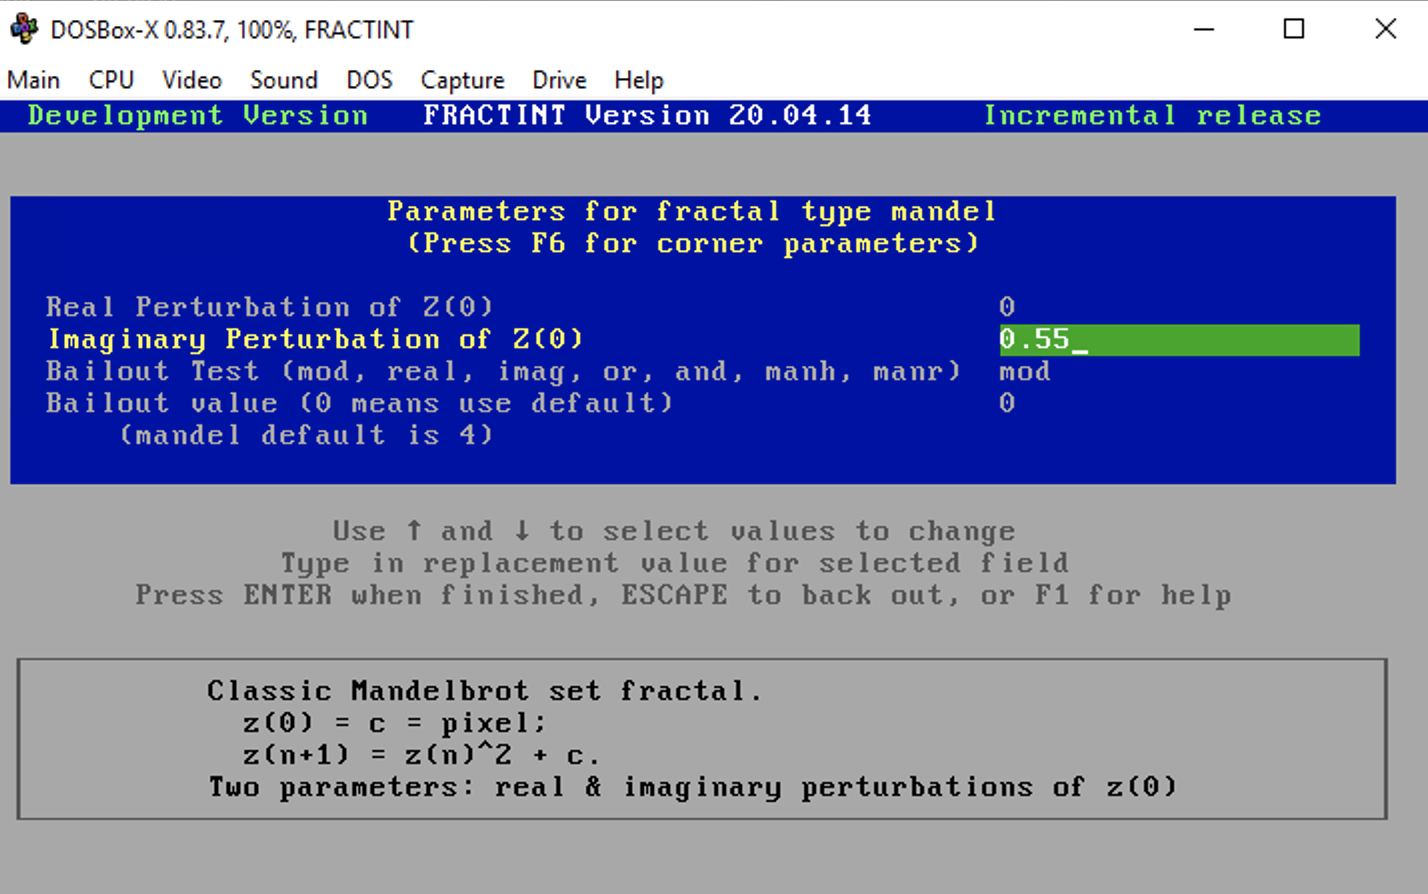 DOSBox-X 0.83.7, 100%, FRACTINT
Main CPU Video Sound DOS Capture Drive Help
Development Version FRACTINT Version 20.04.14 Incremental release
Parameters for fractal type mandel
(Press F6 for corner parameters)
Real Perturbation of Z(0) 0
Imaginary Perturbation of Z(0) 0.55_
Bailout Test (mod, real, imag, or, and, manh, manr) mod
Bailout value (0 means use default) 0
(mandel default is 4)
Use ↑ and ↓ to select values to change
Type in replacement value for selected field
Press ENTER when finished, ESCAPE to back out, or F1 for help
Classic Mandelbrot set fractal.
z(0) = c = pixel;
z(n+1) = z(n)^2 + c.
Two parameters: real & imaginary perturbations of z(0)